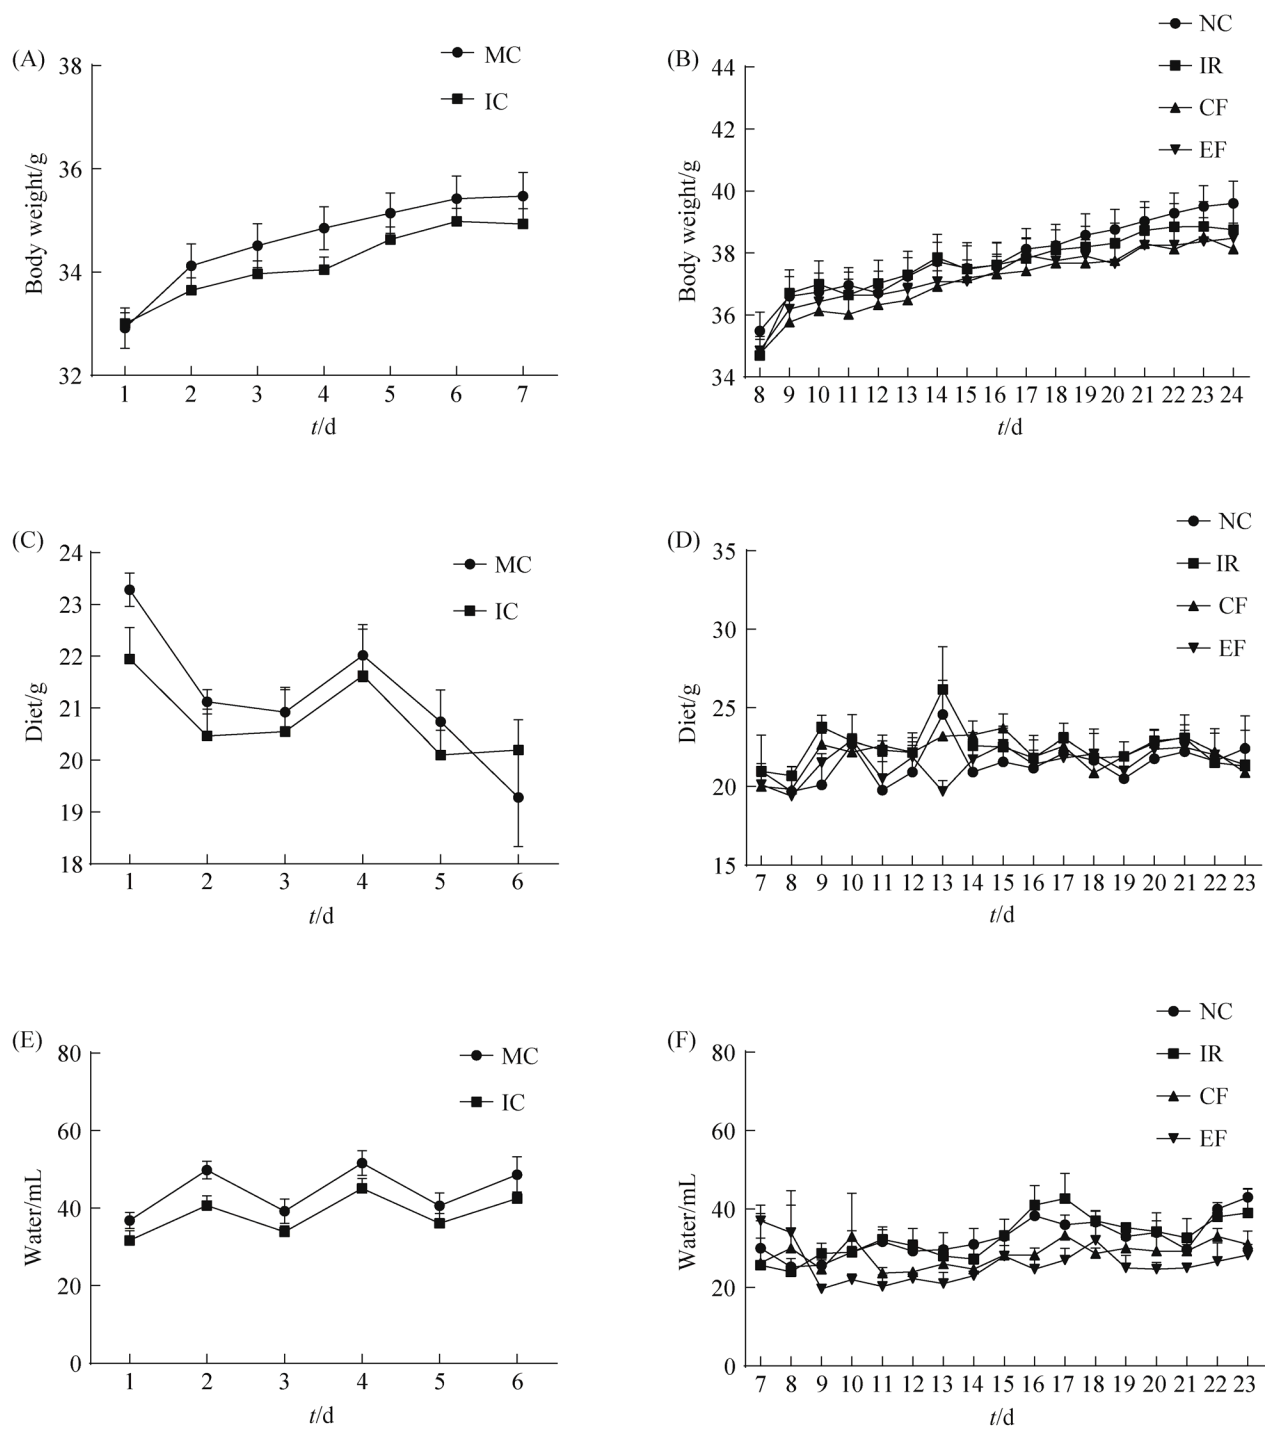 (A)
MC
IC
38
36
34
32
Body weight/g
1 2 3 4 5 6 7
t/d
(B)
NC
IR
CF
EF
44
42
40
38
36
34
Body weight/g
8 9 10 11 12 13 14 15 16 17 18 19 20 21 22 23 24
t/d
(C)
MC
IC
24
23
22
21
20
19
18
Diet/g
1 2 3 4 5 6
t/d
(D)
NC
IR
CF
EF
35
30
25
20
15
Diet/g
7 8 9 10 11 12 13 14 15 16 17 18 19 20 21 22 23
t/d
(E)
MC
IC
80
60
40
20
0
Water/mL
1 2 3 4 5 6
t/d
(F)
NC
IR
CF
EF
80
60
40
20
0
Water/mL
7 8 9 10 11 12 13 14 15 16 17 18 19 20 21 22 23
t/d